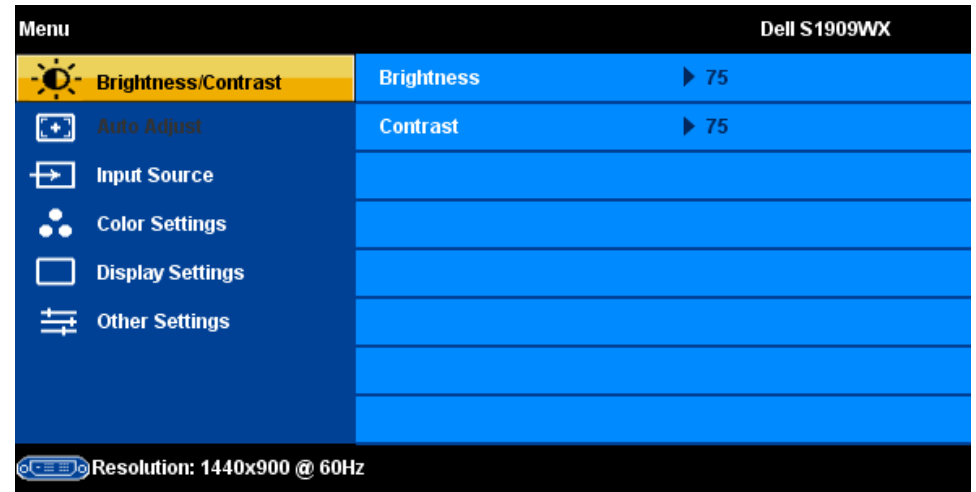 Menu Dell S1909WX
Brightness/Contrast Brightness 75
Auto Adjust Contrast 75
Input Source
Color Settings
Display Settings
Other Settings
Resolution: 1440x900 @ 60Hz